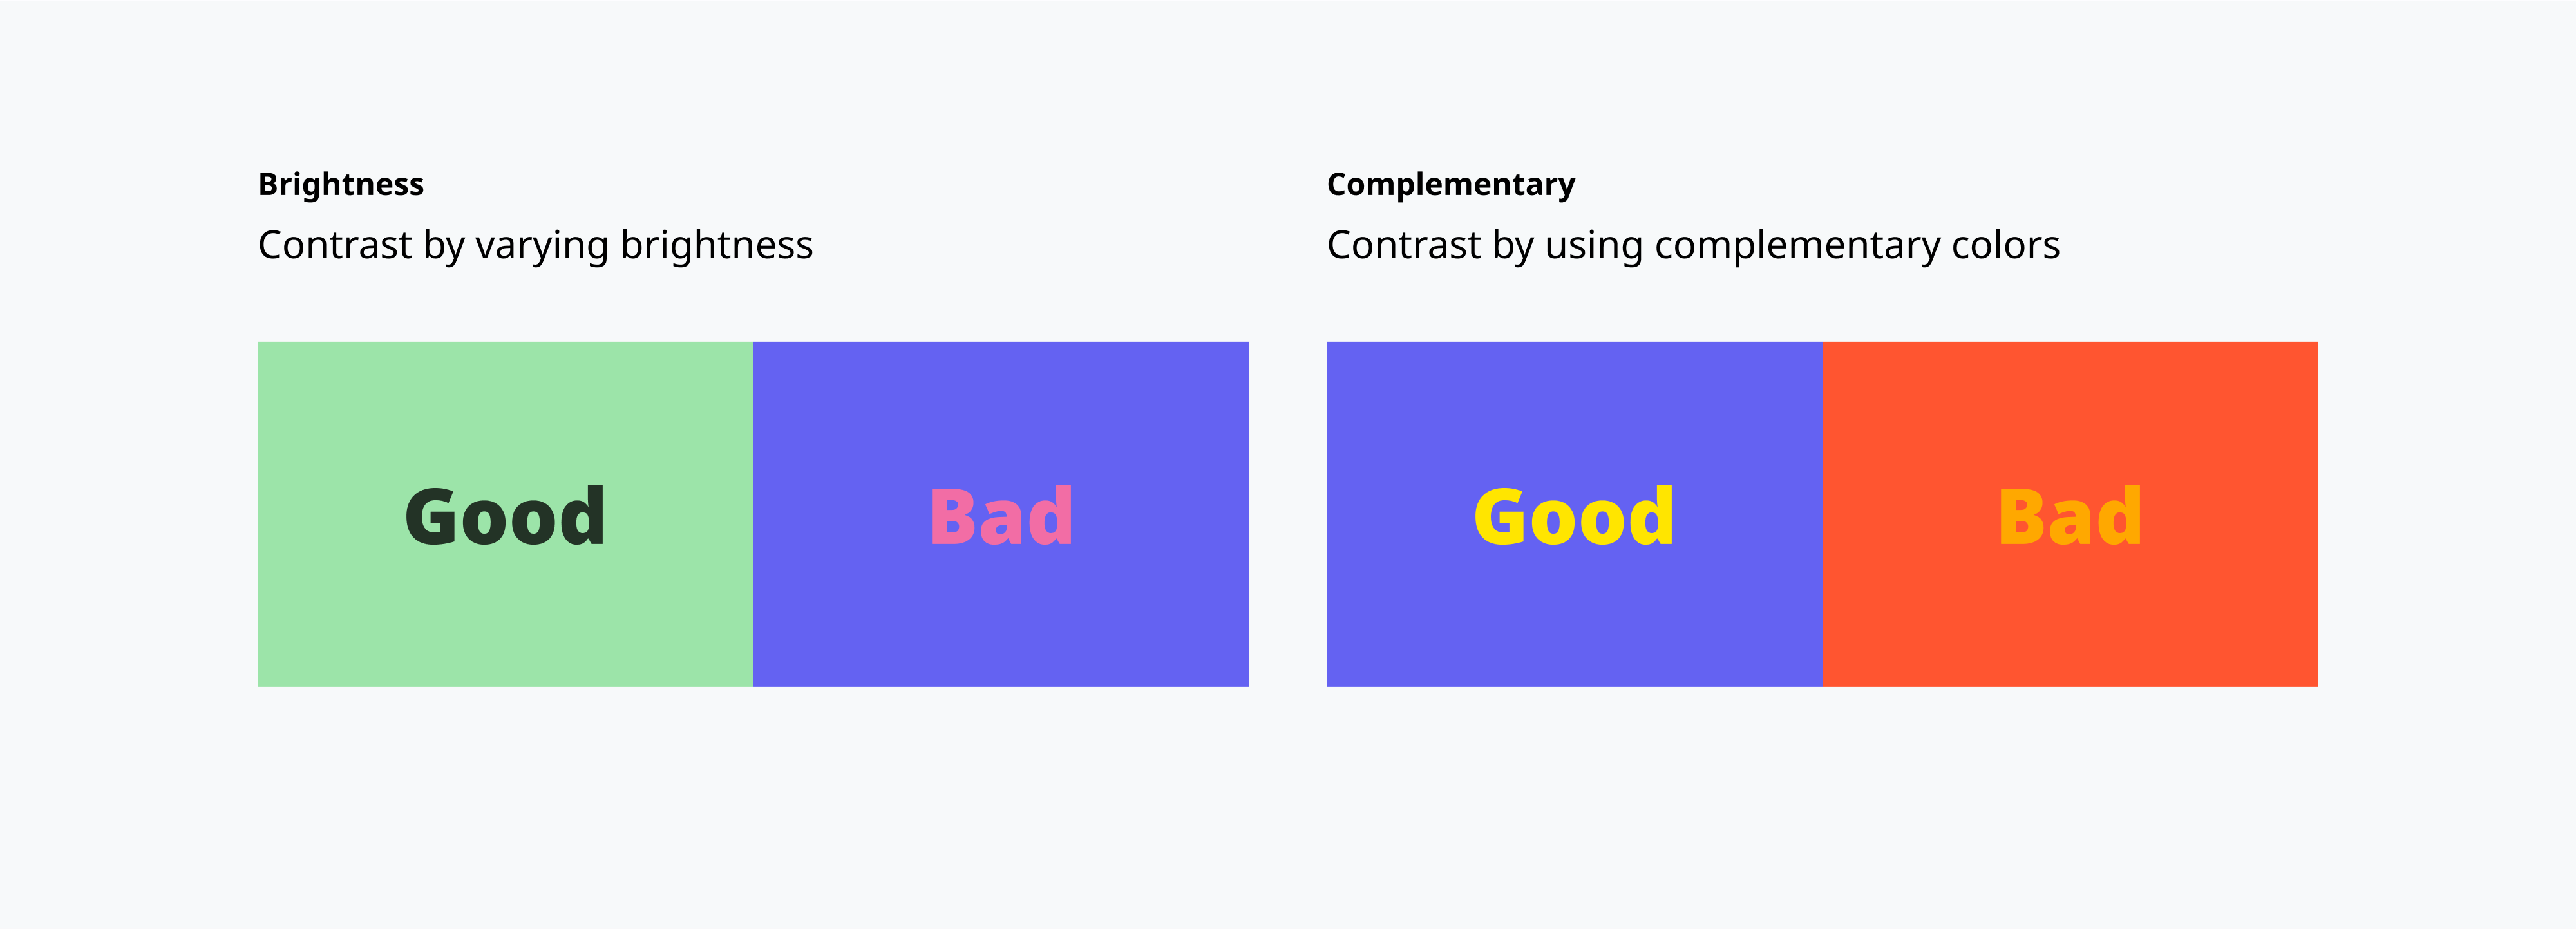 Brightness
Contrast by varying brightness
Good
Bad
Complementary
Contrast by using complementary colors
Good
Bad